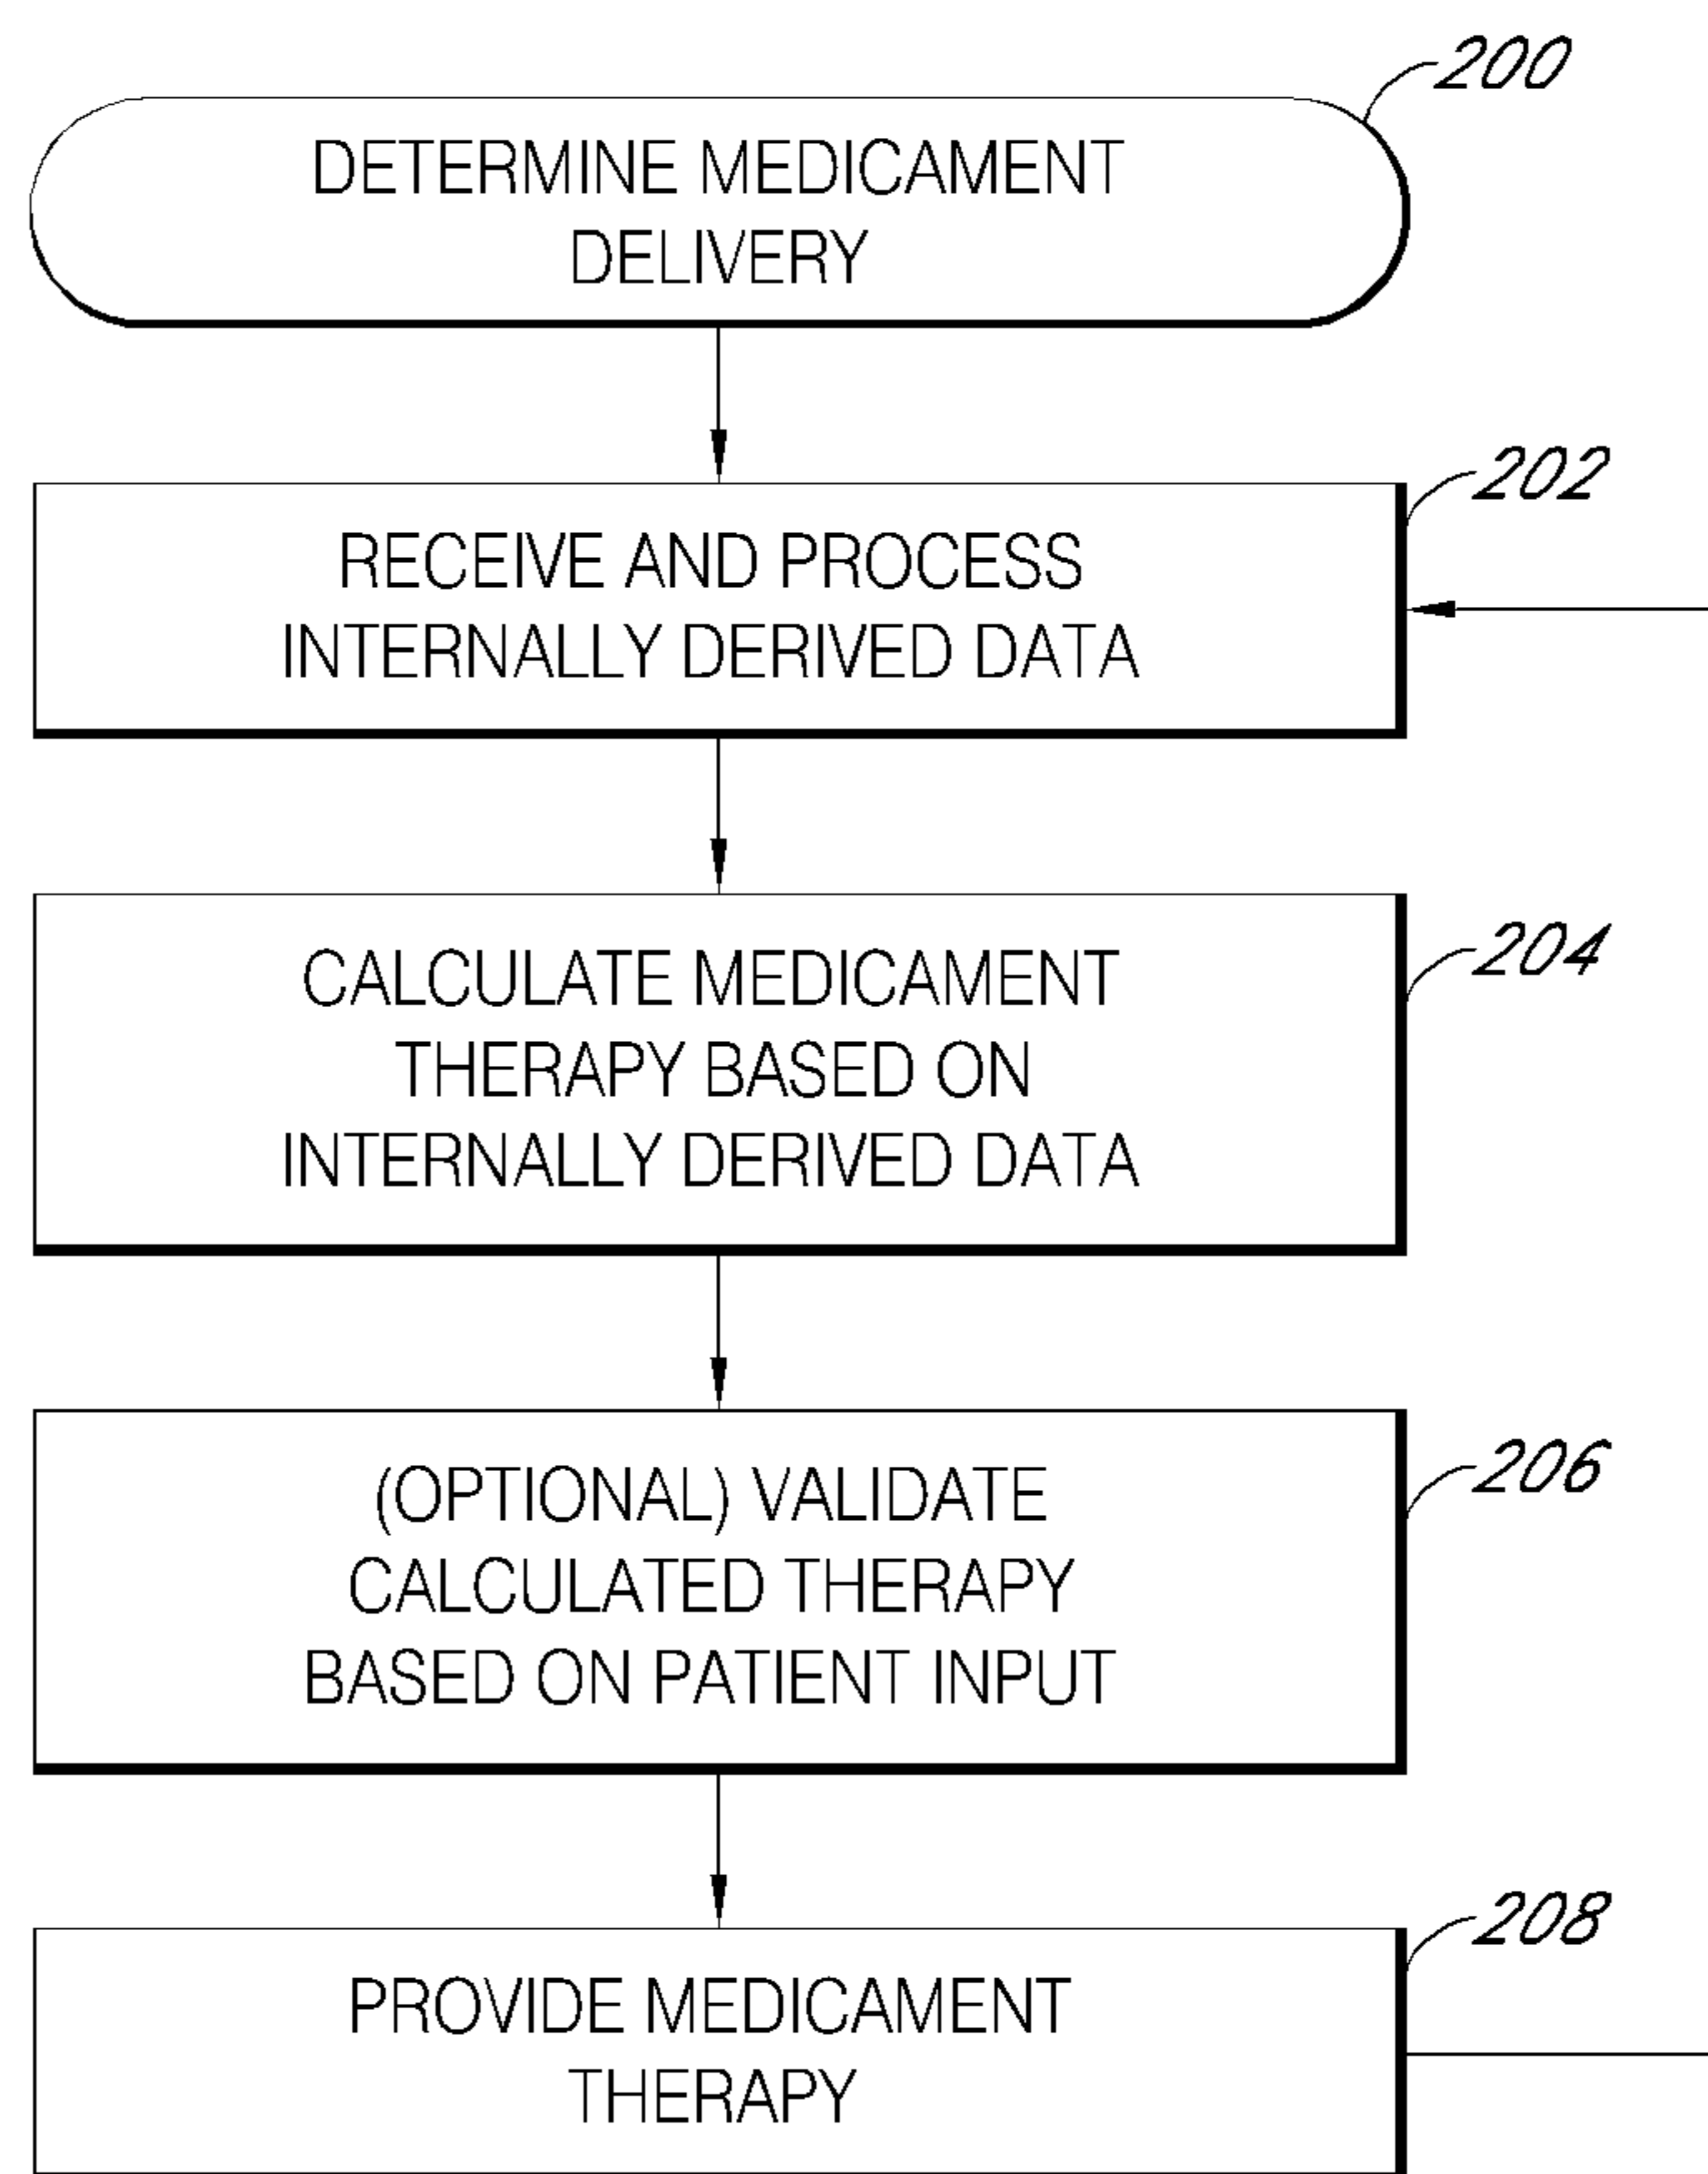 200
DETERMINE MEDICAMENT
DELIVERY
202
RECEIVE AND PROCESS
INTERNALLY DERIVED DATA
204
CALCULATE MEDICAMENT
THERAPY BASED ON
INTERNALLY DERIVED DATA
206
(OPTIONAL) VALIDATE
CALCULATED THERAPY
BASED ON PATIENT INPUT
208
PROVIDE MEDICAMENT
THERAPY